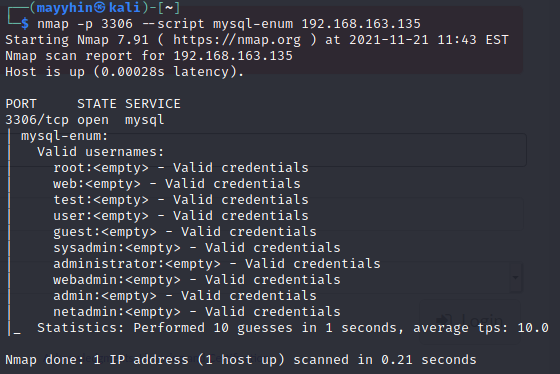 ┌──(mayyhin㉿kali)-[~]
└─$ nmap -p 3306 --script mysql-enum 192.168.163.135
Starting Nmap 7.91 ( https://nmap.org ) at 2021-11-21 11:43 EST
Nmap scan report for 192.168.163.135
Host is up (0.00028s latency).

PORT     STATE SERVICE
3306/tcp open  mysql
| mysql-enum:
|   Valid usernames:
|     root:<empty> - Valid credentials
|     web:<empty> - Valid credentials
|     test:<empty> - Valid credentials
|     user:<empty> - Valid credentials
|     guest:<empty> - Valid credentials
|     sysadmin:<empty> - Valid credentials
|     administrator:<empty> - Valid credentials
|     webadmin:<empty> - Valid credentials
|     admin:<empty> - Valid credentials
|     netadmin:<empty> - Valid credentials
|_  Statistics: Performed 10 guesses in 1 seconds, average tps: 10.0
Login

Nmap done: 1 IP address (1 host up) scanned in 0.21 seconds